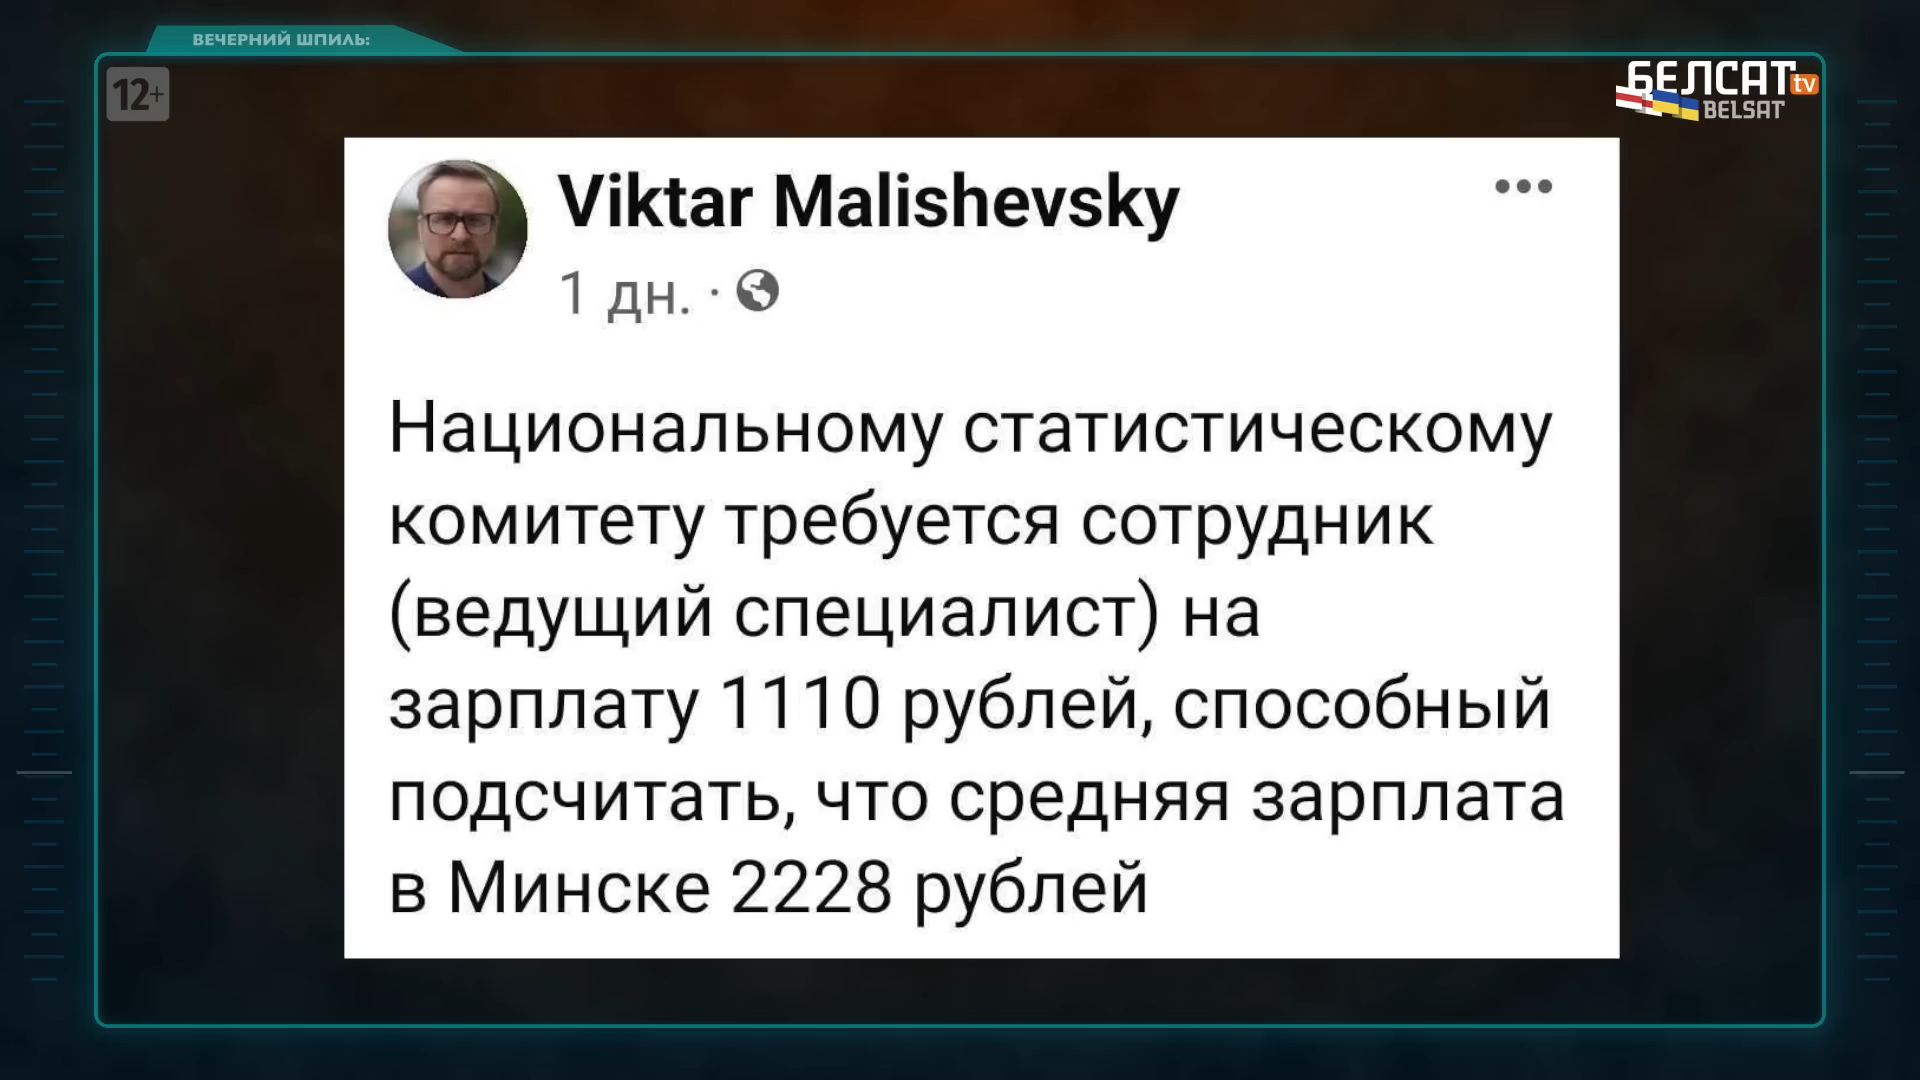 ВЕЧЕРНИЙ ШПИЛЬ:
12+
БЕЛСАТ tv
BELSAT
Viktar Malishevsky
1 дн. ·
Национальному статистическому
комитету требуется сотрудник
(ведущий специалист) на
зарплату 1110 рублей, способный
подсчитать, что средняя зарплата
в Минске 2228 рублей